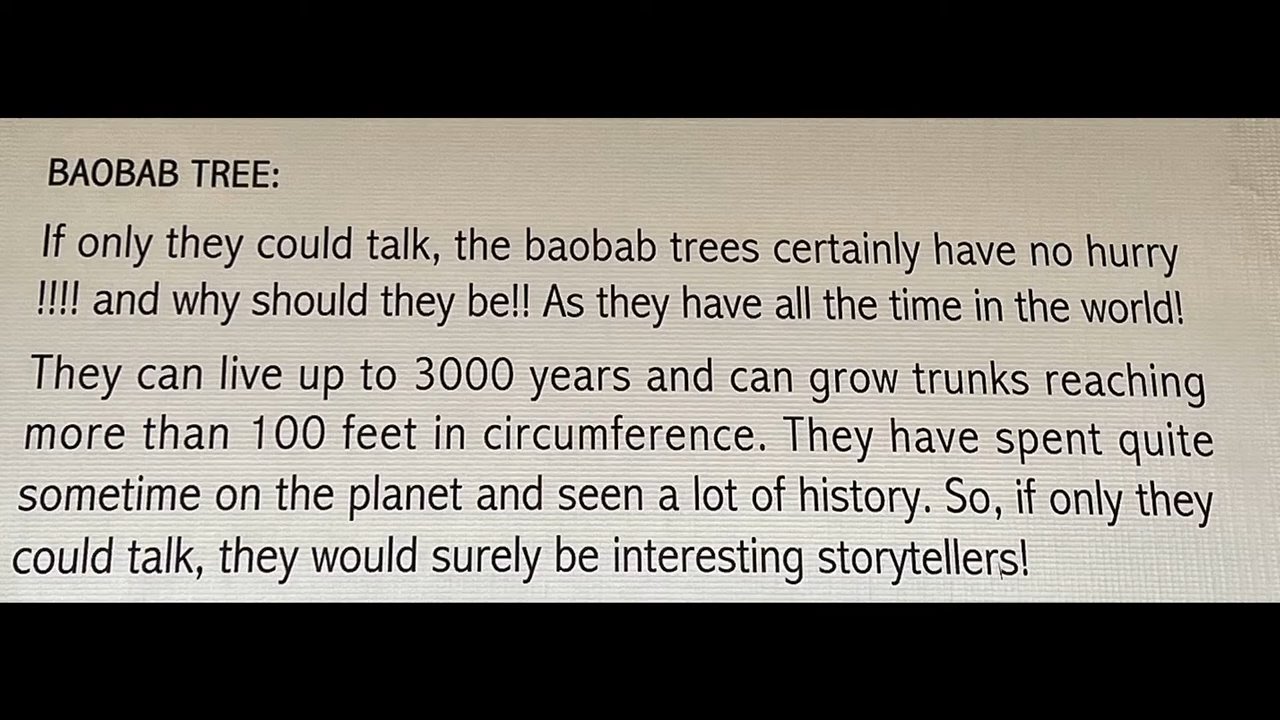 BAOBAB TREE:
If only they could talk, the baobab trees certainly have no hurry
!!!! and why should they be!! As they have all the time in the world!
They can live up to 3000 years and can grow trunks reaching
more than 100 feet in circumference. They have spent quite
sometime on the planet and seen a lot of history. So, if only they
could talk, they would surely be interesting storytellers!